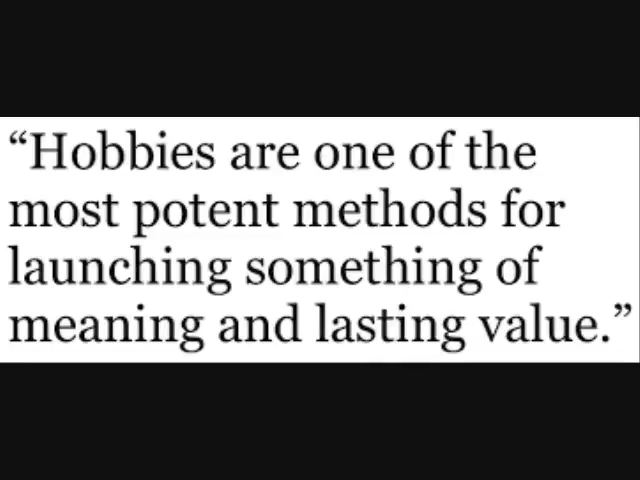 “Hobbies are one of the
most potent methods for
launching something of
meaning and lasting value.”